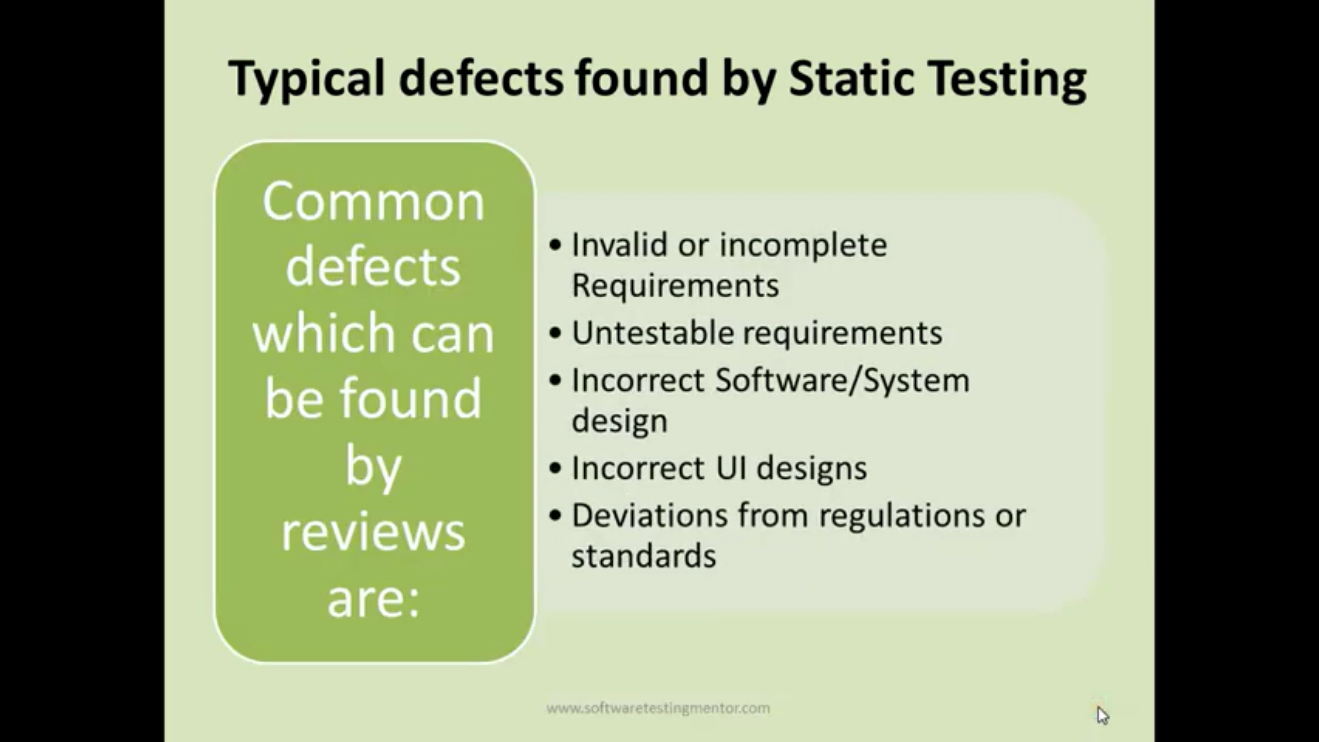 Typical defects found by Static Testing
Common
defects
which can
be found
by
reviews
are:
• Invalid or incomplete
Requirements
• Untestable requirements
• Incorrect Software/System
design
• Incorrect UI designs
• Deviations from regulations or
standards
www.softwaretestingmentor.com